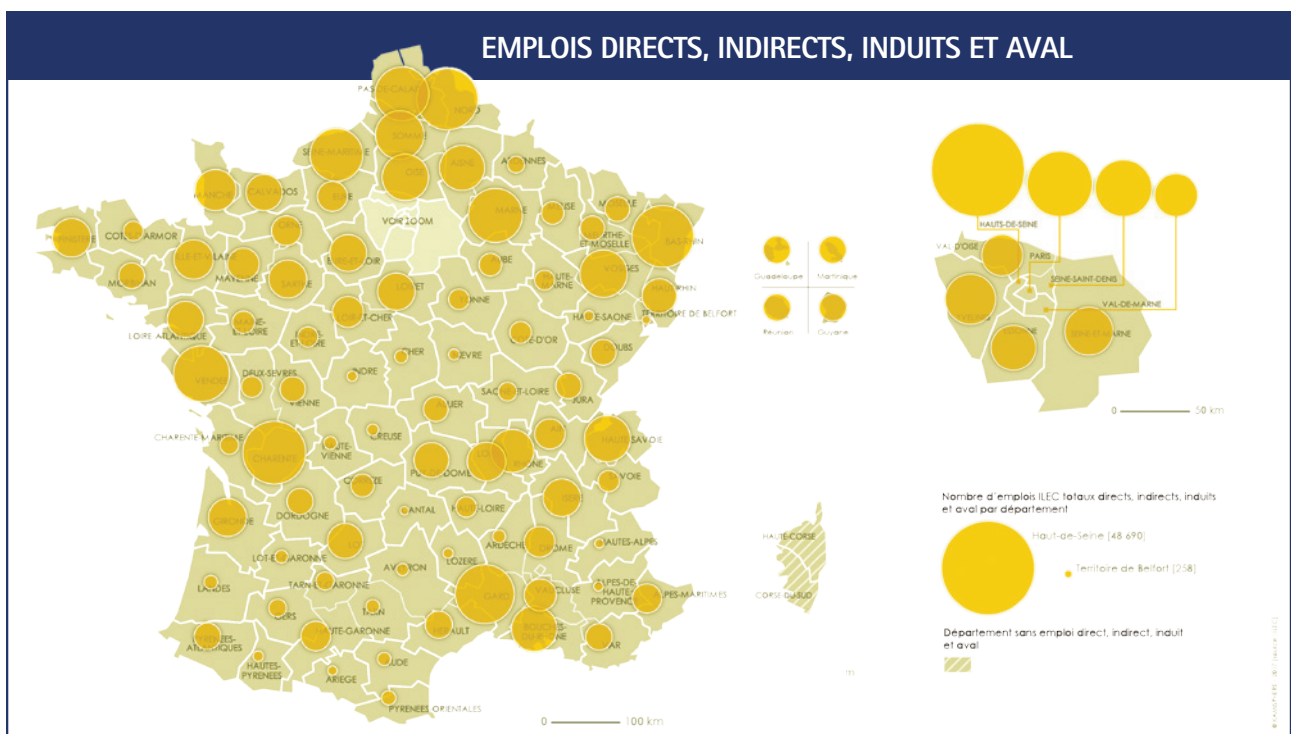 EMPLOIS DIRECTS, INDIRECTS, INDUITS ET AVAL
PAS-DE-CALAIS
NORD
SOMME
SEINE-MARITIME
OISE
AISNE
ARDENNES
MANCHE
CALVADOS
EURE
VOIR ZOOM
MARNE
MEUSE
MOSELLE
MEURTHE-
ET-MOSELLE
BAS-RHIN
FINISTERE
COTES-D'ARMOR
ORNE
ILLE-ET-VILAINE
MAYENNE
EURE-ET-LOIR
AUBE
VOSGES
MORBIHAN
SARTHE
LOIRET
YONNE
HAUTE-
MARNE
HAUT-RHIN
LOIRE ATLANTIQUE
MAINE-
ET-LOIRE
LOIR-ET-CHER
INDRE-
ET-LOIRE
HAUTE-SAONE
TERRITOIRE DE BELFORT
COTE-D'OR
DOUBS
CHER
NIEVRE
VENDEE
DEUX-SEVRES
VIENNE
INDRE
SAONE-ET-LOIRE
JURA
ALLIER
CHARENTE-MARITIME
CHARENTE
HAUTE-
VIENNE
CREUSE
PUY-DE-DOME
RHONE
AIN
HAUTE SAVOIE
SAVOIE
CORREZE
ISERE
GIRONDE
DORDOGNE
CANTAL
HAUTE-LOIRE
ARDECHE
DROME
HAUTES-ALPES
LOT
LOT-ET-GARONNE
AVEYRON
LOZERE
LANDES
TARN-ET-GARONNE
GARD
VAUCLUSE
ALPES-DE-
HAUTE-
PROVENCE
ALPES-MARITIMES
GERS
TARN
HAUTE-GARONNE
HERAULT
BOUCHES-
DU-RHONE
VAR
PYRENEES-
ATLANTIQUES
HAUTES-
PYRENEES
ARIEGE
AUDE
PYRENEES ORIENTALES
0 100 km
HAUTE-CORSE
CORSE-DU-SUD
Guadeloupe
Martinique
Réunion
Guyane
HAUTS-DE-SEINE
VAL D'OISE
PARIS
SEINE-SAINT-DENIS
VAL-DE-MARNE
YVELINES
ESSONNE
SEINE-ET-MARNE
0 50 km
Nombre d'emplois ILEC totaux directs, indirects, induits
et aval par département
Haut-de-Seine [48 690]
Territoire de Belfort [258]
Département sans emploi direct, indirect, induit
et aval